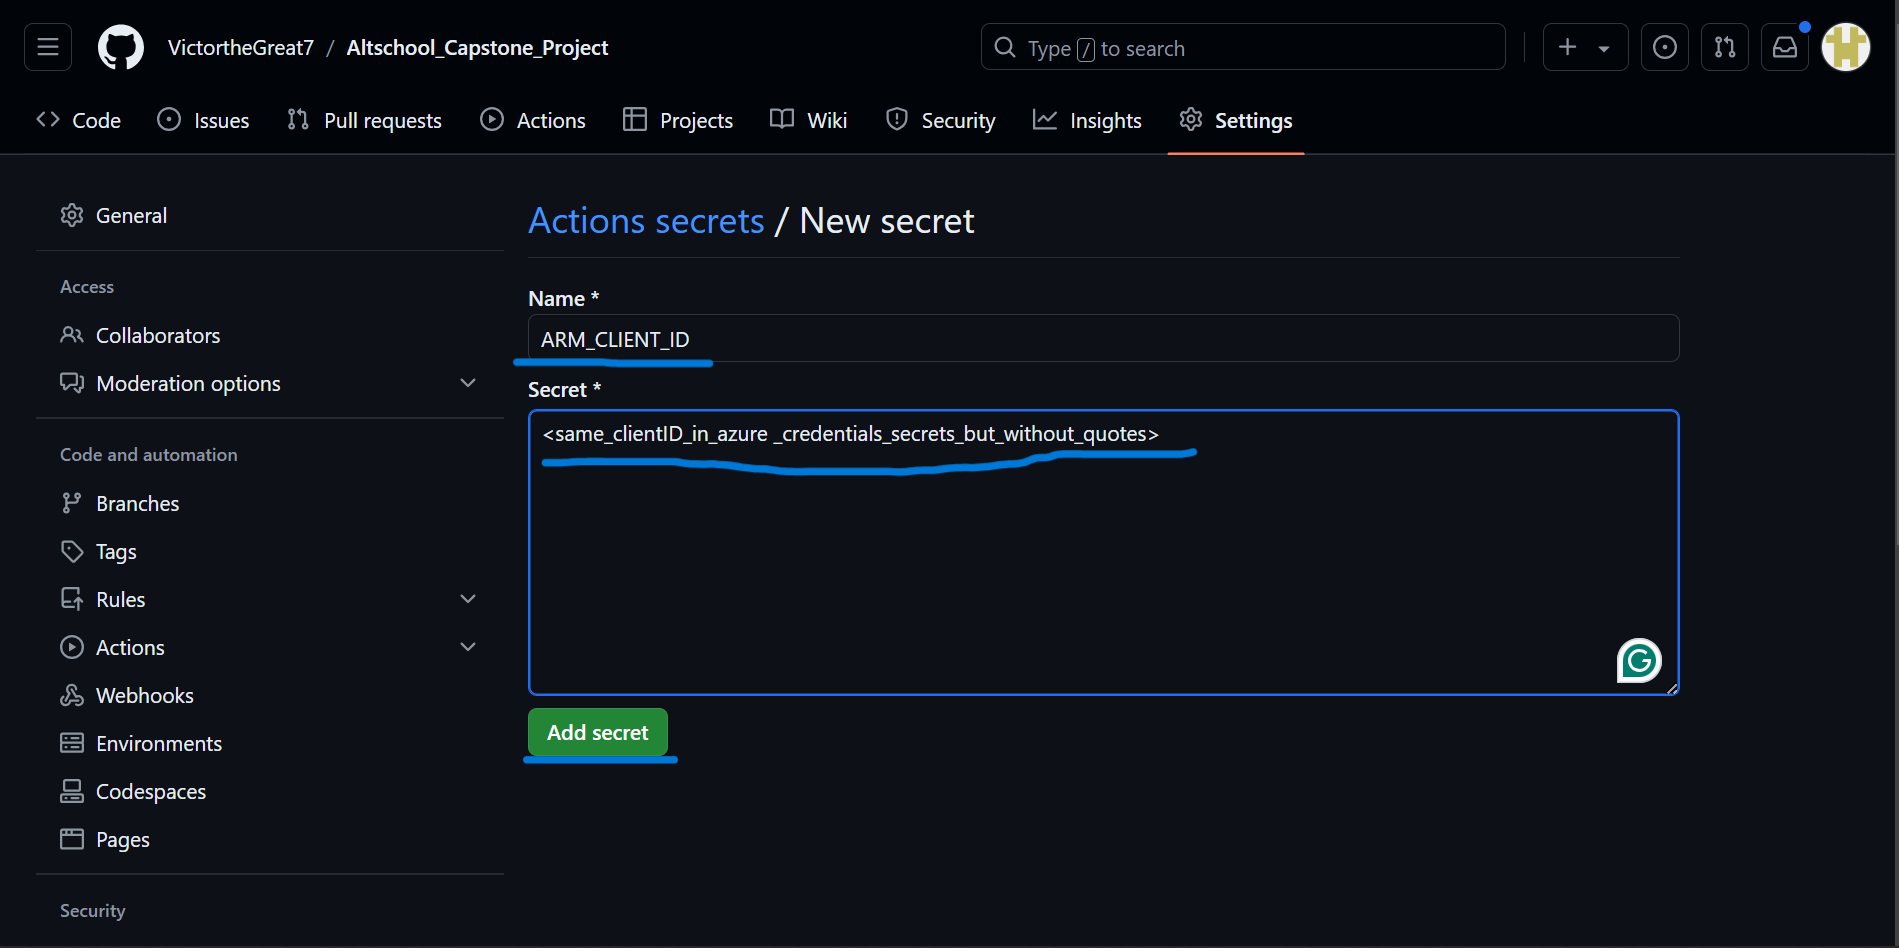 VictortheGreat7 / Altschool_Capstone_Project
Type / to search
Code
Issues
Pull requests
Actions
Projects
Wiki
Security
Insights
Settings
General
Access
Collaborators
Moderation options
Code and automation
Branches
Tags
Rules
Actions
Webhooks
Environments
Codespaces
Pages
Security
Actions secrets / New secret
Name *
ARM_CLIENT_ID
Secret *
<same_clientID_in_azure _credentials_secrets_but_without_quotes>
G
Add secret